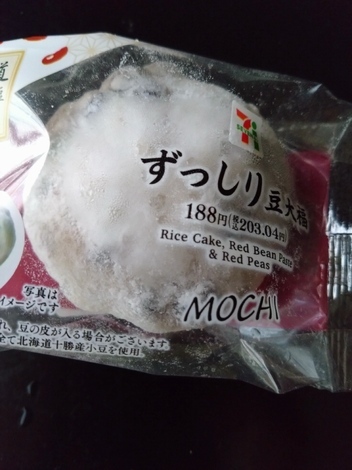 道
ずっしり豆大福
188円(税込203.04円)
Rice Cake, Red Bean Paste
& Red Peas
MOCHI
写真は
イメージです
豆の皮が入る場合がございます
全て北海道十勝産小豆を使用